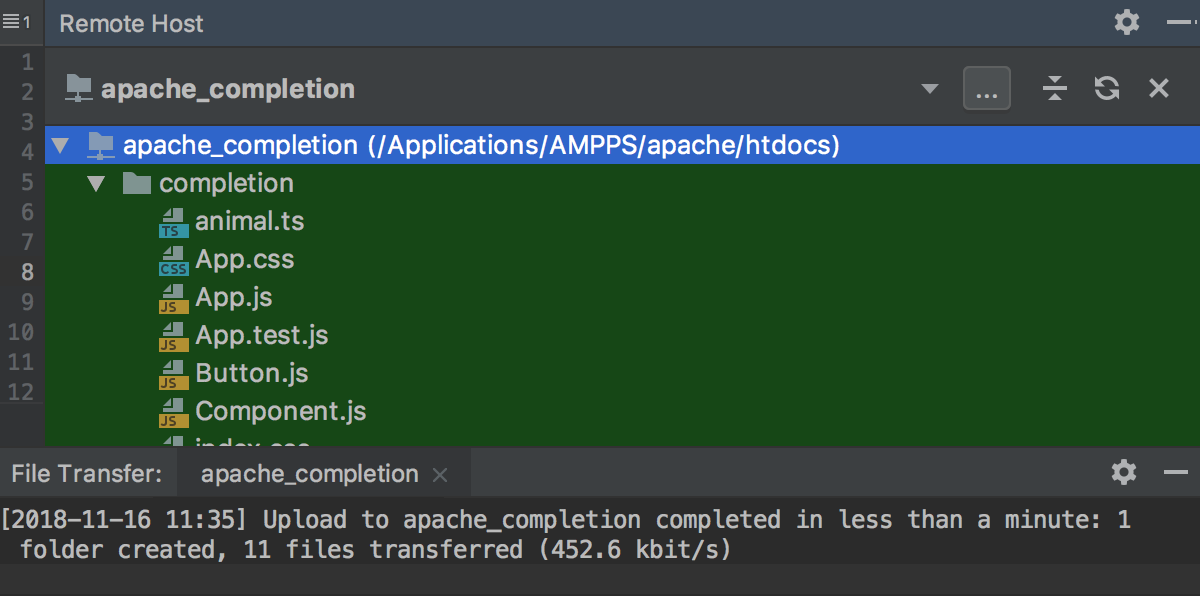 1 Remote Host
1
2
3
4
5
6
7
8
9
10
11
12
apache_completion
...
apache_completion (/Applications/AMPPS/apache/htdocs)
completion
TS animal.ts
CSS App.css
JS App.js
JS App.test.js
JS Button.js
JS Component.js
index.css
File Transfer: apache_completion
[2018-11-16 11:35] Upload to apache_completion completed in less than a minute: 1
folder created, 11 files transferred (452.6 kbit/s)